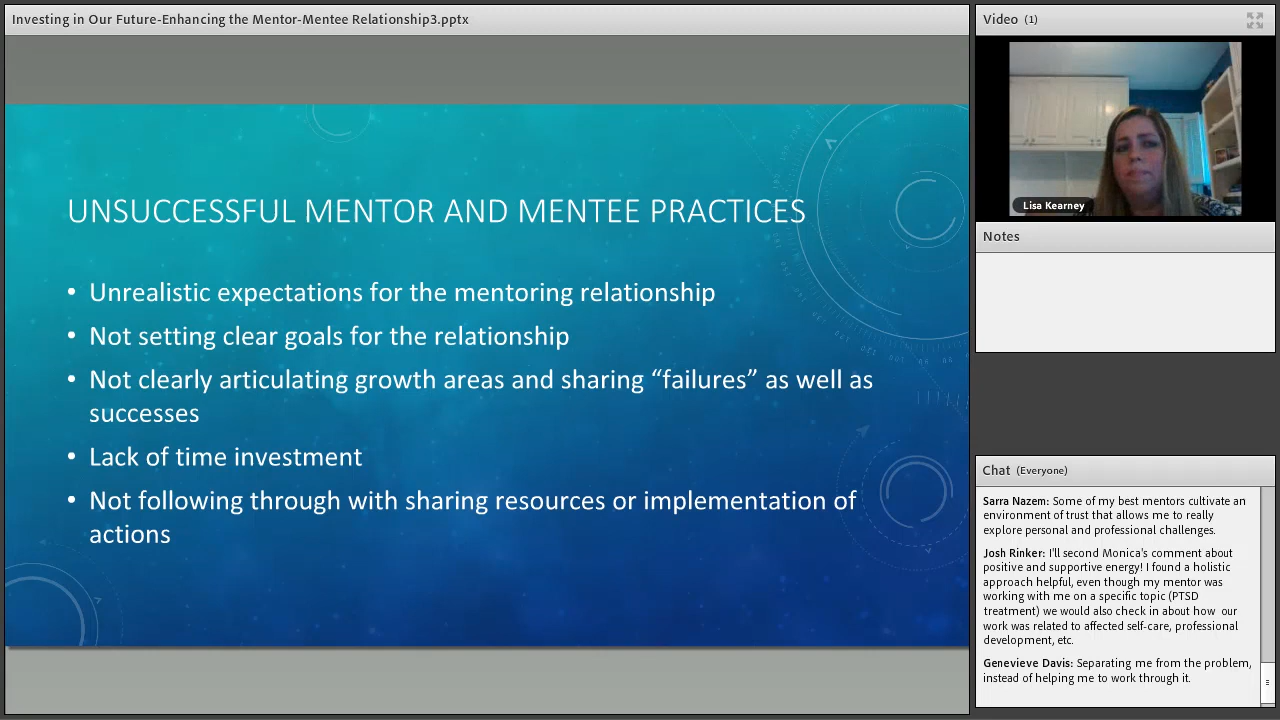 Investing in Our Future-Enhancing the Mentor-Mentee Relationship3.pptx
UNSUCCESSFUL MENTOR AND MENTEE PRACTICES
• Unrealistic expectations for the mentoring relationship
• Not setting clear goals for the relationship
• Not clearly articulating growth areas and sharing “failures” as well as
successes
• Lack of time investment
• Not following through with sharing resources or implementation of
actions
Video (1)
Lisa Kearney
Notes
Chat (Everyone)
Sarra Nazem: Some of my best mentors cultivate an
environment of trust that allows me to really
explore personal and professional challenges.
Josh Rinker: I'll second Monica's comment about
positive and supportive energy! I found a holistic
approach helpful, even though my mentor was
working with me on a specific topic (PTSD
treatment) we would also check in about how our
work was related to affected self-care, professional
development, etc.
Genevieve Davis: Separating me from the problem,
instead of helping me to work through it.